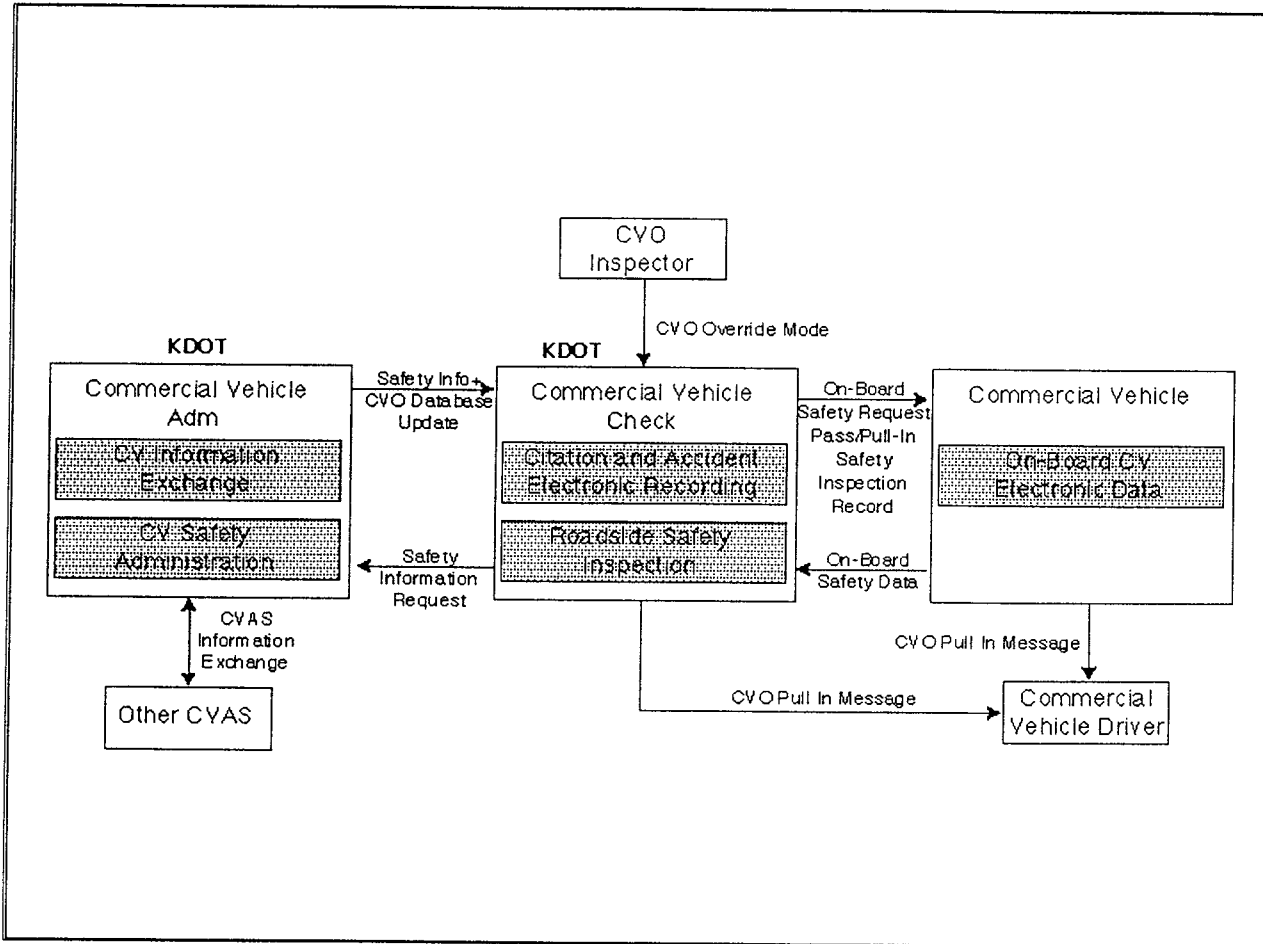 CVO
Inspector
CVO Override Mode
KDOT
Commercial Vehicle
Adm
CV Information
Exchange
CV Safety
Administration
Safety Info+
CVO Database
Update
Safety
Information
Request
KDOT
Commercial Vehicle
Check
Citation and Accident
Electronic Recording
Roadside Safety
Inspection
On-Board
Safety Request
Pass/Pull-In
Safety
Inspection
Record
On-Board
Safety Data
Commercial Vehicle
On-Board CV
Electronic Data
CVAS
Information
Exchange
Other CVAS
CVO Pull In Message
CVO Pull In Message
Commercial
Vehicle Driver